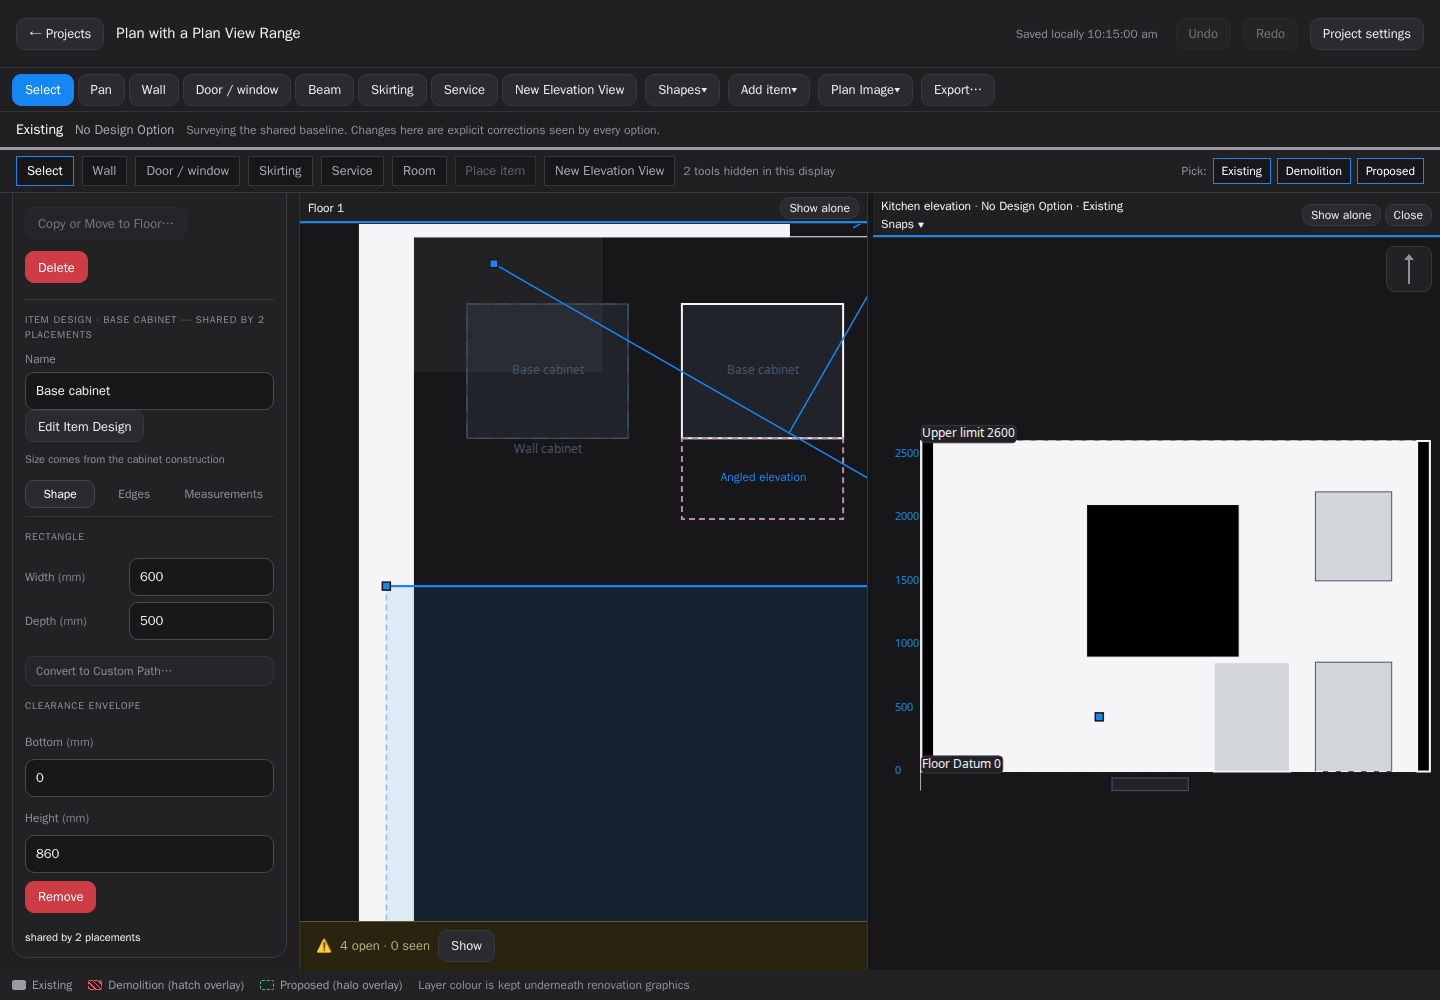 ← Projects
Plan with a Plan View Range
Saved locally 10:15:00 am
Undo
Redo
Project settings
Select
Pan
Wall
Door / window
Beam
Skirting
Service
New Elevation View
Shapes▾
Add item▾
Plan Image▾
Export⋯
Existing
No Design Option
Surveying the shared baseline. Changes here are explicit corrections seen by every option.
Select
Wall
Door / window
Skirting
Service
Room
Place item
New Elevation View
2 tools hidden in this display
Pick:
Existing
Demolition
Proposed
Copy or Move to Floor⋯
Delete
ITEM DESIGN · BASE CABINET — SHARED BY 2
PLACEMENTS
Name
Base cabinet
Edit Item Design
Size comes from the cabinet construction
Shape
Edges
Measurements
RECTANGLE
Width (mm)
600
Depth (mm)
500
Convert to Custom Path⋯
CLEARANCE ENVELOPE
Bottom (mm)
0
Height (mm)
860
Remove
shared by 2 placements
Floor 1
Show alone
Base cabinet
Base cabinet
Wall cabinet
Angled elevation
⚠️ 4 open · 0 seen
Show
Kitchen elevation · No Design Option · Existing
Snaps ▾
Show alone
Close
Upper limit 2600
2500
2000
1500
1000
500
0
Floor Datum 0
Existing
Demolition (hatch overlay)
Proposed (halo overlay)
Layer colour is kept underneath renovation graphics